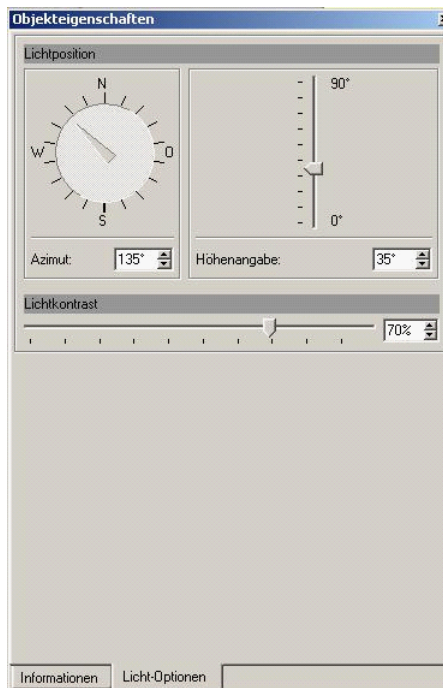 Objekteigenschaften
Lichtposition
N
W
O
S
90°
0°
Azimut: 135°
Höhenangabe: 35°
Lichtkontrast
70%
Informationen
Licht-Optionen